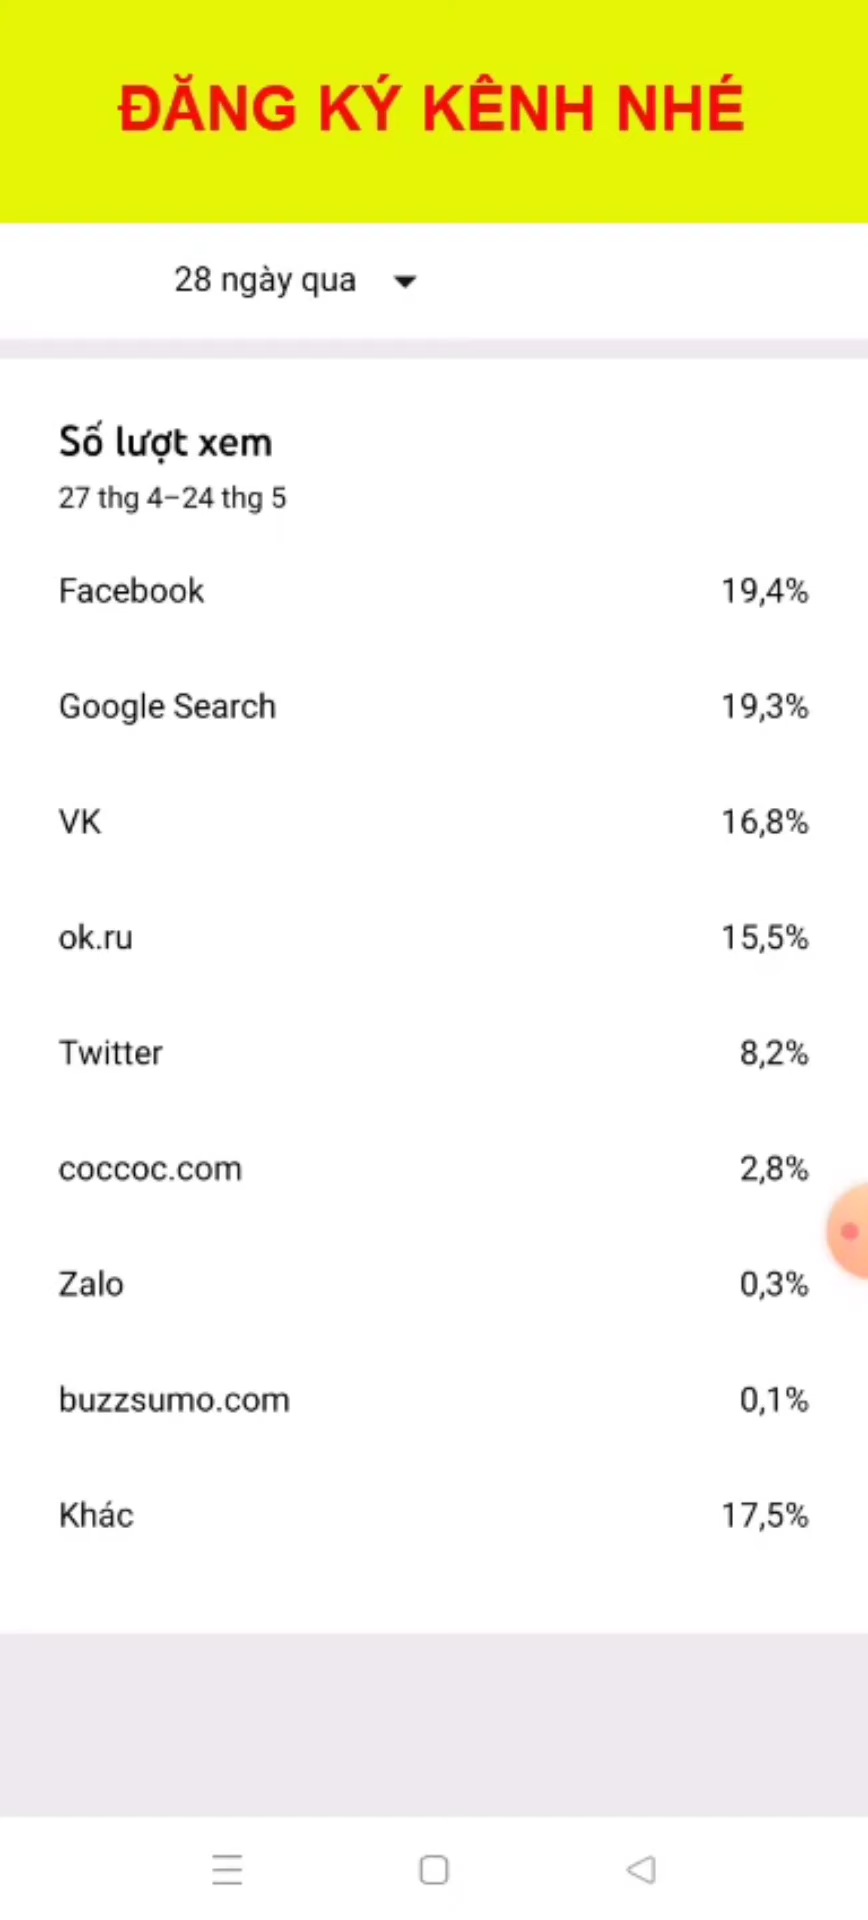 ĐĂNG KÝ KÊNH NHÉ
28 ngày qua
Số lượt xem
27 thg 4–24 thg 5
Facebook 19,4%
Google Search 19,3%
VK 16,8%
ok.ru 15,5%
Twitter 8,2%
coccoc.com 2,8%
Zalo 0,3%
buzzsumo.com 0,1%
Khác 17,5%